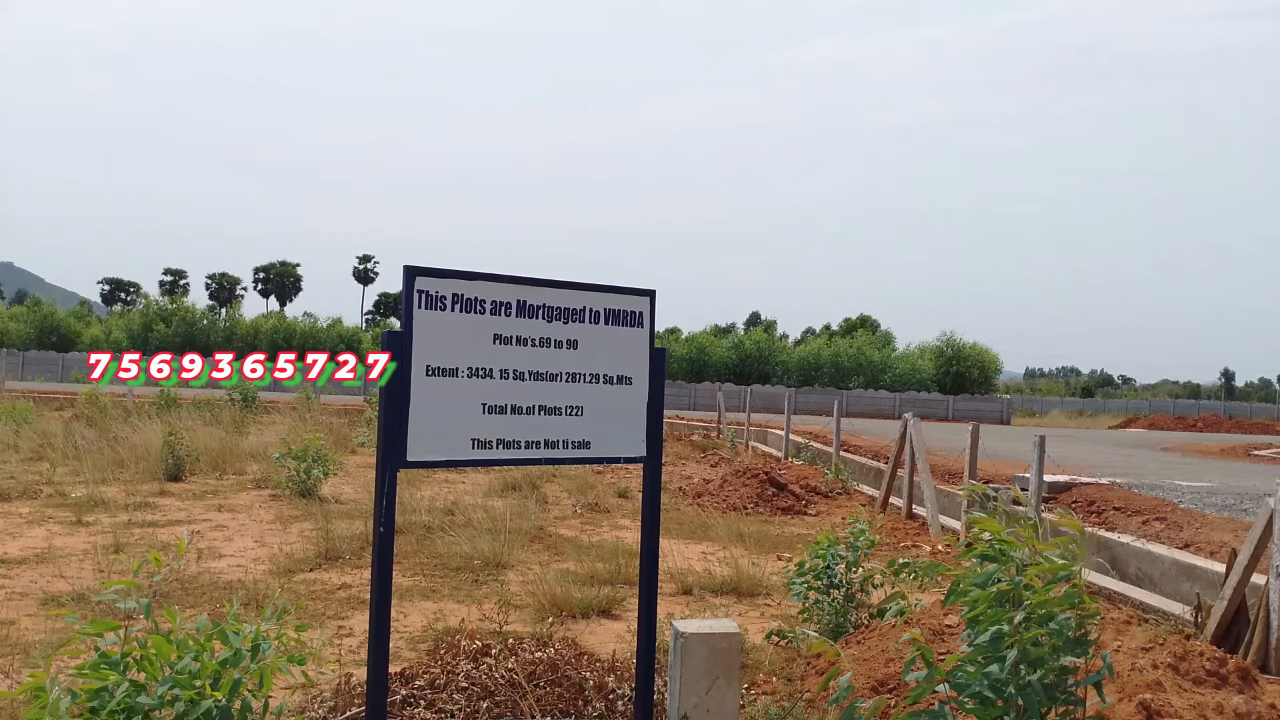 This Plots are Mortgaged to VMRDA
Plot No's.69 to 90
Extent : 3434. 15 Sq.Yds(or) 2871.29 Sq.Mts
Total No.of Plots (22)
This Plots are Not ti sale
7569365727